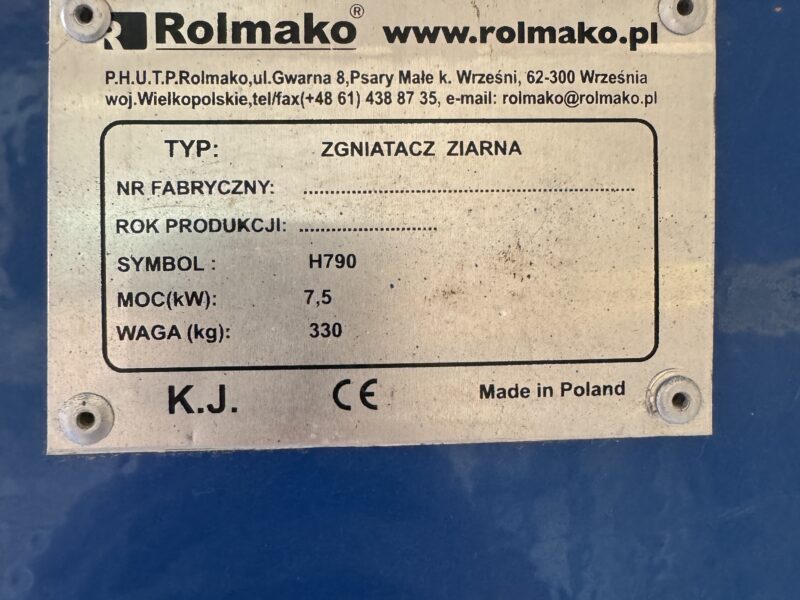 R Rolmako® www.rolmako.pl
P.H.U.T.P.Rolmako,ul.Gwarna 8,Psary Małe k. Wrześni, 62-300 Września
woj.Wielkopolskie,tel/fax(+48 61) 438 87 35, e-mail: rolmako@rolmako.pl
TYP: ZGNIATACZ ZIARNA
NR FABRYCZNY: ................................................................
ROK PRODUKCJI: ..........................
SYMBOL : H790
MOC(kW): 7,5
WAGA (kg): 330
K.J. CE Made in Poland